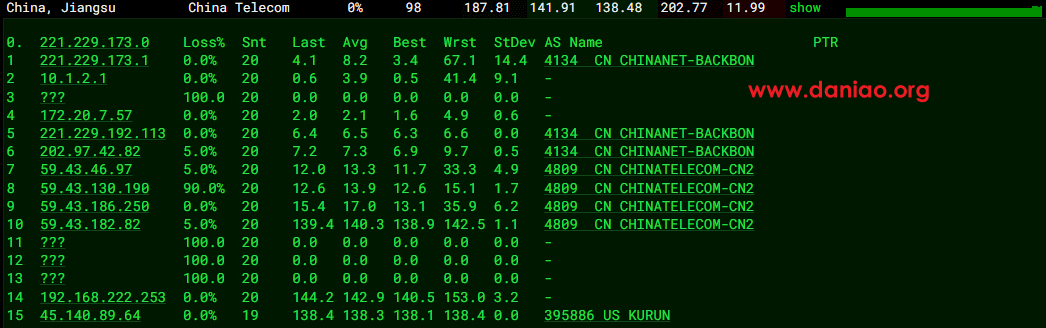 China, Jiangsu China Telecom 0% 98 187.81 141.91 138.48 202.77 11.99 show
0. 221.229.173.0 Loss% Snt Last Avg Best Wrst StDev AS Name PTR
1 221.229.173.1 0.0% 20 4.1 8.2 3.4 67.1 14.4 4134 CN CHINANET-BACKBON
2 10.1.2.1 0.0% 20 0.6 3.9 0.5 41.4 9.1 -
www.daniao.org
3 ??? 100.0 20 0.0 0.0 0.0 0.0 0.0 -
4 172.20.7.57 0.0% 20 2.0 2.1 1.6 4.9 0.6 -
5 221.229.192.113 0.0% 20 6.4 6.5 6.3 6.6 0.0 4134 CN CHINANET-BACKBON
6 202.97.42.82 5.0% 20 7.2 7.3 6.9 9.7 0.5 4134 CN CHINANET-BACKBON
7 59.43.46.97 5.0% 20 12.0 13.3 11.7 33.3 4.9 4809 CN CHINATELECOM-CN2
8 59.43.130.190 90.0% 20 12.6 13.9 12.6 15.1 1.7 4809 CN CHINATELECOM-CN2
9 59.43.186.250 0.0% 20 15.4 17.0 13.1 35.9 6.2 4809 CN CHINATELECOM-CN2
10 59.43.182.82 5.0% 20 139.4 140.3 138.9 142.5 1.1 4809 CN CHINATELECOM-CN2
11 ??? 100.0 20 0.0 0.0 0.0 0.0 0.0 -
12 ??? 100.0 20 0.0 0.0 0.0 0.0 0.0 -
13 ??? 100.0 20 0.0 0.0 0.0 0.0 0.0 -
14 192.168.222.253 0.0% 20 144.2 142.9 140.5 153.0 3.2 -
15 45.140.89.64 0.0% 19 138.4 138.3 138.1 138.4 0.0 395886 US KURUN